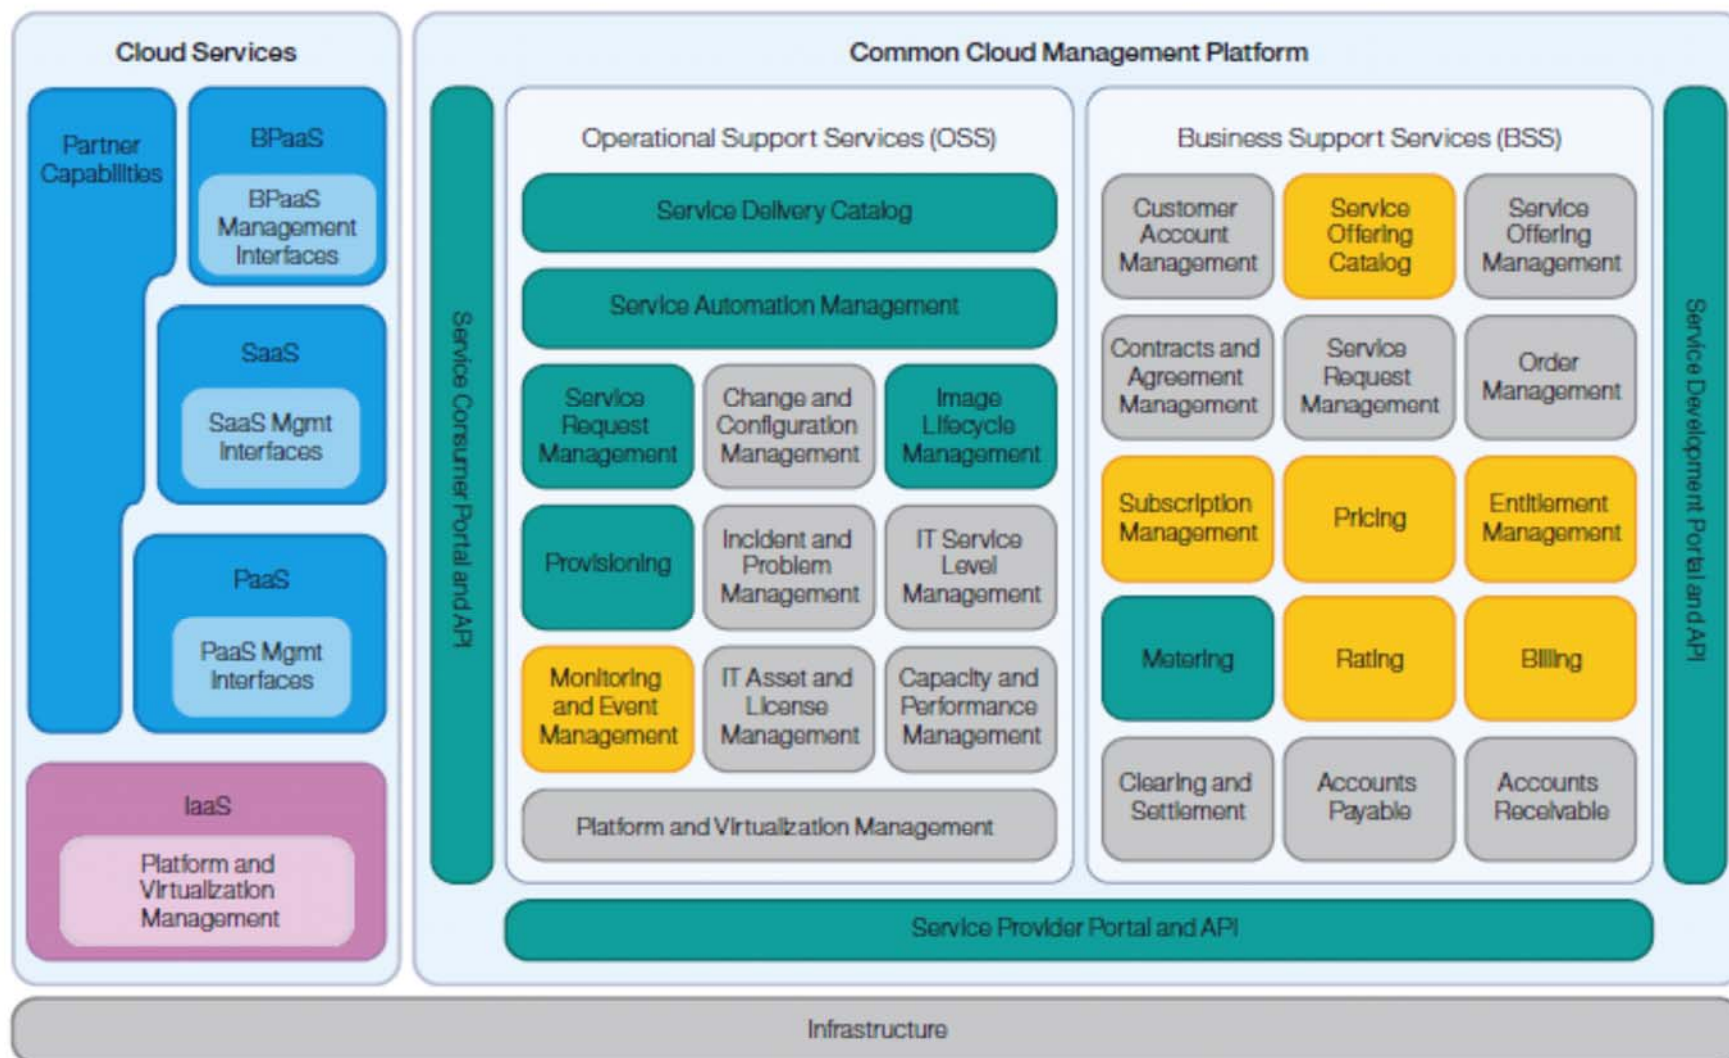 Cloud Services
Partner
Capabilities
BPaaS
BPaaS
Management
Interfaces
SaaS
SaaS Mgmt
Interfaces
PaaS
PaaS Mgmt
Interfaces
IaaS
Platform and
Virtualization
Management
Common Cloud Management Platform
Service Consumer Portal and API
Operational Support Services (OSS)
Service Delivery Catalog
Service Automation Management
Service
Request
Management
Change and
Configuration
Management
Image
Lifecycle
Management
Provisioning
Incident and
Problem
Management
IT Service
Level
Management
Monitoring
and Event
Management
IT Asset and
License
Management
Capacity and
Performance
Management
Platform and Virtualization Management
Business Support Services (BSS)
Customer
Account
Management
Service
Offering
Catalog
Service
Offering
Management
Contracts and
Agreement
Management
Service
Request
Management
Order
Management
Subscription
Management
Pricing
Entitlement
Management
Metering
Rating
Billing
Clearing and
Settlement
Accounts
Payable
Accounts
Receivable
Service Development Portal and API
Service Provider Portal and API
Infrastructure